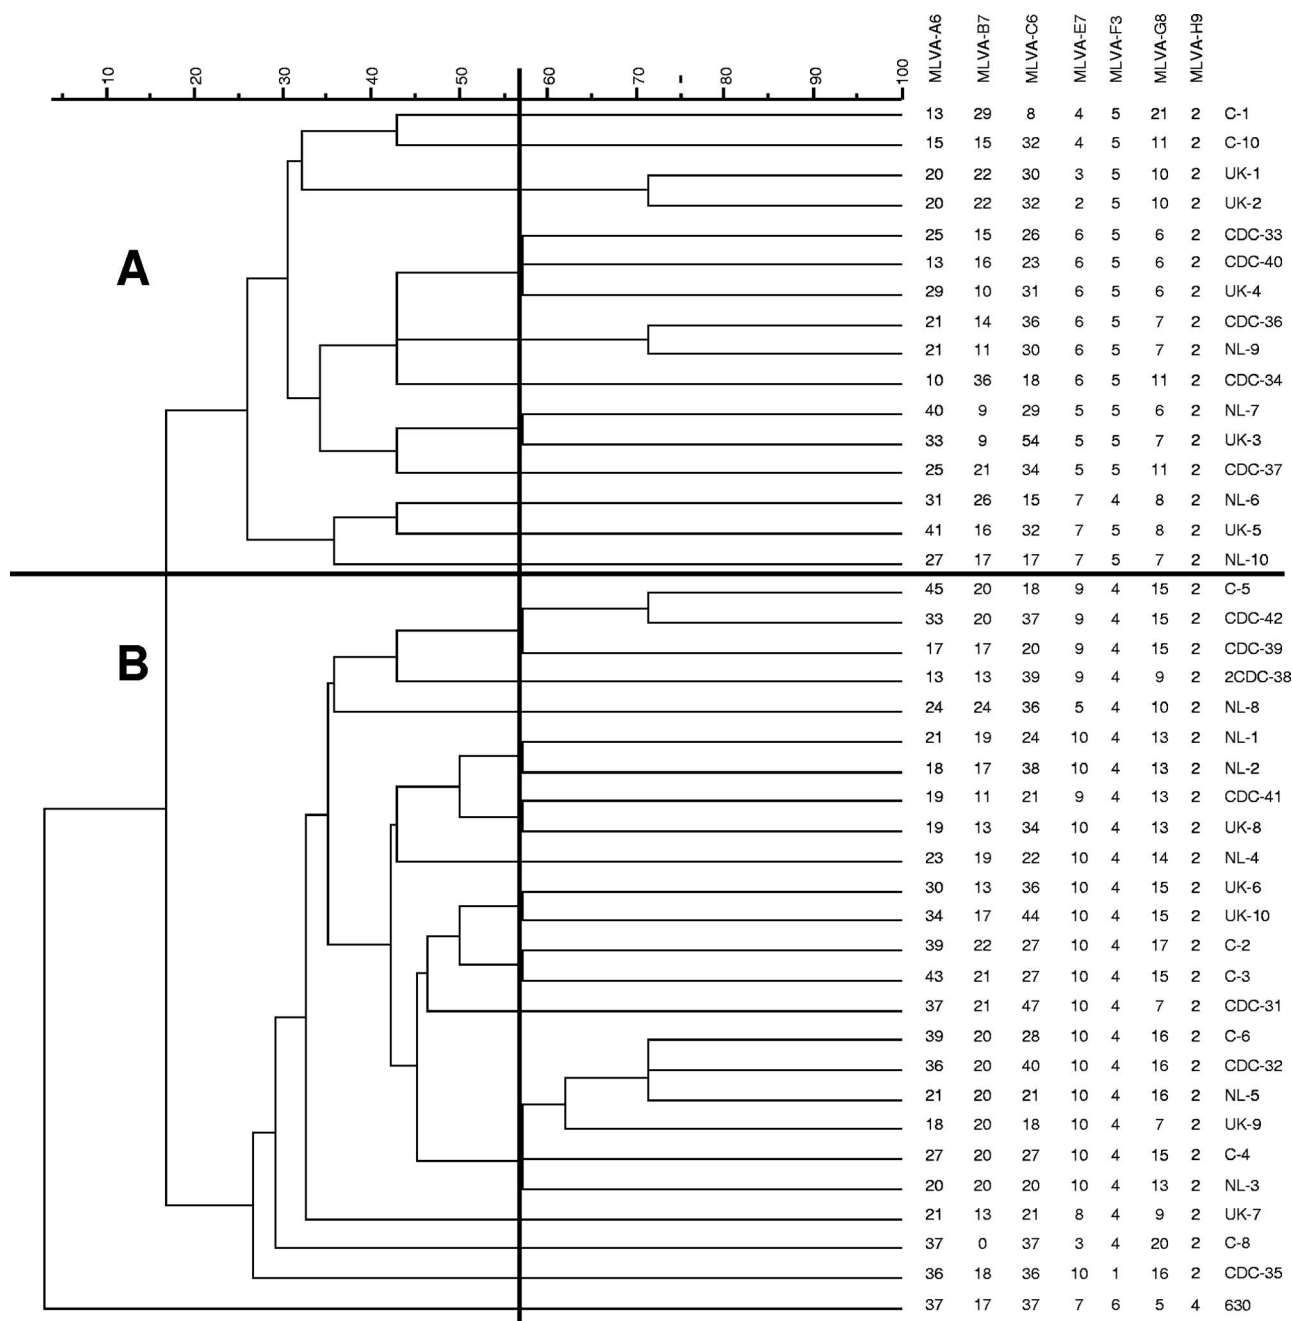 10 20 30 40 50 60 70 80 90 100 MLVA-A6 MLVA-B7 MLVA-C6 MLVA-E7 MLVA-F3 MLVA-G8 MLVA-H9
13 29 8 4 5 21 2 C-1
15 15 32 4 5 11 2 C-10
20 22 30 3 5 10 2 UK-1
20 22 32 2 5 10 2 UK-2
25 15 26 6 5 6 2 CDC-33
A
13 16 23 6 5 6 2 CDC-40
29 10 31 6 5 6 2 UK-4
21 14 36 6 5 7 2 CDC-36
21 11 30 6 5 7 2 NL-9
10 36 18 6 5 11 2 CDC-34
40 9 29 5 5 6 2 NL-7
33 9 54 5 5 7 2 UK-3
25 21 34 5 5 11 2 CDC-37
31 26 15 7 4 8 2 NL-6
41 16 32 7 5 8 2 UK-5
27 17 17 7 5 7 2 NL-10
45 20 18 9 4 15 2 C-5
33 20 37 9 4 15 2 CDC-42
17 17 20 9 4 15 2 CDC-39
B
13 13 39 9 4 9 2 2CDC-38
24 24 36 5 4 10 2 NL-8
21 19 24 10 4 13 2 NL-1
18 17 38 10 4 13 2 NL-2
19 11 21 9 4 13 2 CDC-41
19 13 34 10 4 13 2 UK-8
23 19 22 10 4 14 2 NL-4
30 13 36 10 4 15 2 UK-6
34 17 44 10 4 15 2 UK-10
39 22 27 10 4 17 2 C-2
43 21 27 10 4 15 2 C-3
37 21 47 10 4 7 2 CDC-31
39 20 28 10 4 16 2 C-6
36 20 40 10 4 16 2 CDC-32
21 20 21 10 4 16 2 NL-5
18 20 18 10 4 7 2 UK-9
27 20 27 10 4 15 2 C-4
20 20 20 10 4 13 2 NL-3
21 13 21 8 4 9 2 UK-7
37 0 37 3 4 20 2 C-8
36 18 36 10 1 16 2 CDC-35
37 17 37 7 6 5 4 630